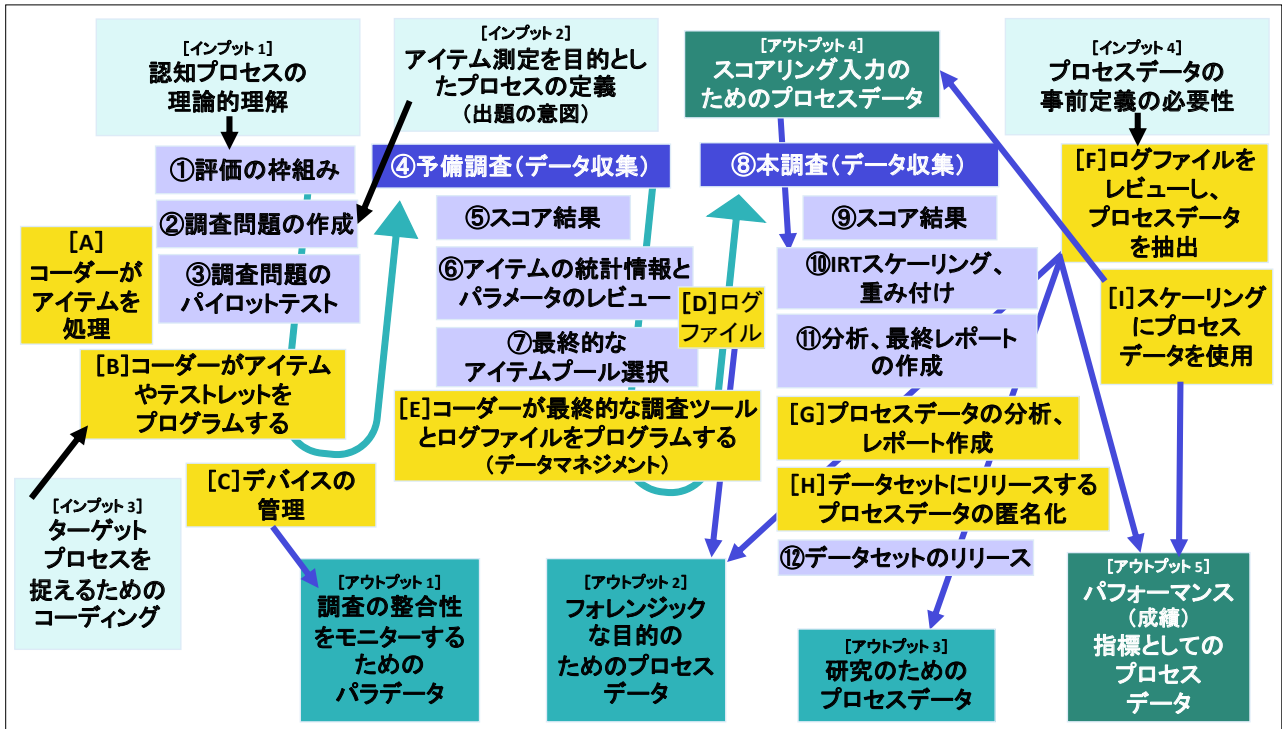 [インプット1]
認知プロセスの
理論的理解
[インプット2]
アイテム測定を目的とし
たプロセスの定義
(出題の意図)
[アウトプット4]
スコアリング入力の
ためのプロセスデータ
[インプット4]
プロセスデータの
事前定義の必要性
①評価の枠組み
②調査問題の作成
③調査問題の
パイロットテスト
④予備調査(データ収集)
⑤スコア結果
⑥アイテムの統計情報と
パラメータのレビュー
⑦最終的な
アイテムプール選択
⑧本調査(データ収集)
⑨スコア結果
⑩IRTスケーリング、
重み付け
⑪分析、最終レポート
の作成
[A]
コーダーが
アイテムを
処理
[B]コーダーがアイテム
やテストレットを
プログラムする
[C]デバイスの
管理
[D]ログ
ファイル
[E]コーダーが最終的な調査ツール
とログファイルをプログラムする
(データマネジメント)
[F]ログファイルを
レビューし、
プロセスデータ
を抽出
[I]スケーリング
にプロセス
データを使用
[G]プロセスデータの分析、
レポート作成
[H]データセットにリリースする
プロセスデータの匿名化
⑫データセットのリリース
[インプット3]
ターゲット
プロセスを
捉えるための
コーディング
[アウトプット1]
調査の整合性
をモニターする
ための
パラデータ
[アウトプット2]
フォレンジック
な目的の
ためのプロセス
データ
[アウトプット3]
研究のための
プロセスデータ
[アウトプット5]
パフォーマンス
(成績)
指標としての
プロセス
データ